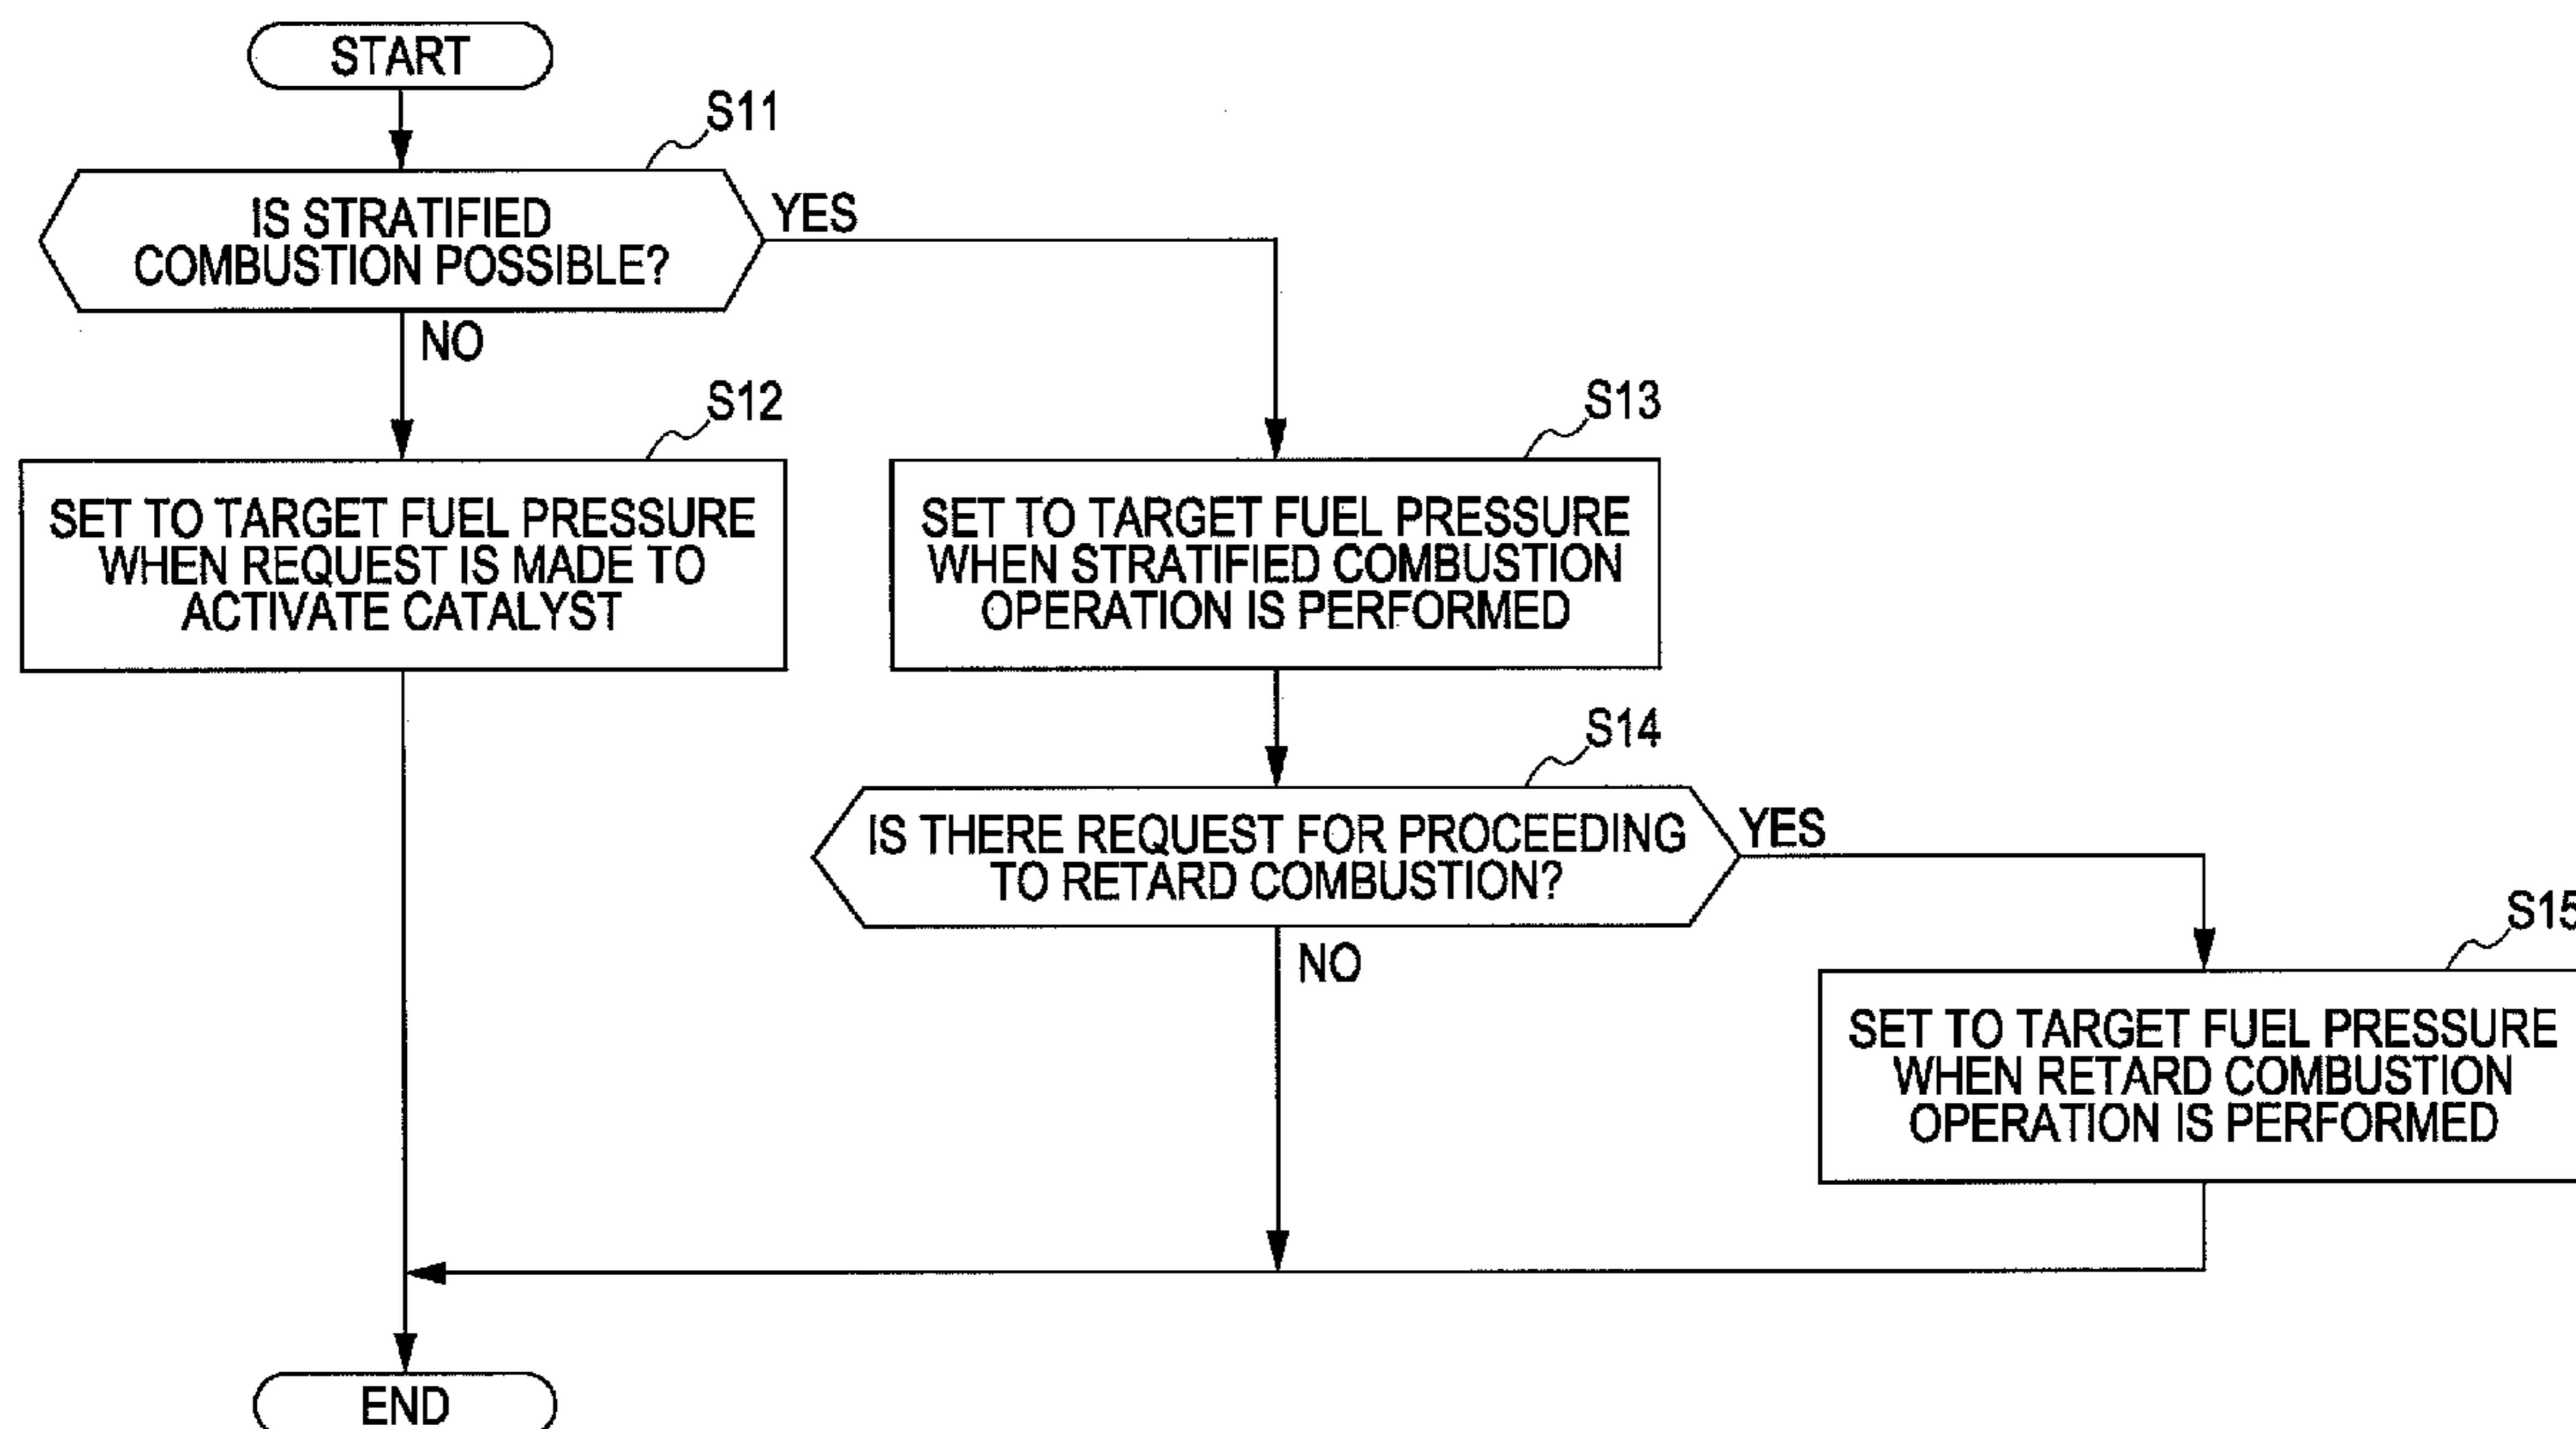 START
S11
IS STRATIFIED
COMBUSTION POSSIBLE?
YES
NO
S12
SET TO TARGET FUEL PRESSURE
WHEN REQUEST IS MADE TO
ACTIVATE CATALYST
S13
SET TO TARGET FUEL PRESSURE
WHEN STRATIFIED COMBUSTION
OPERATION IS PERFORMED
S14
IS THERE REQUEST FOR PROCEEDING
TO RETARD COMBUSTION?
YES
NO
S15
SET TO TARGET FUEL PRESSURE
WHEN RETARD COMBUSTION
OPERATION IS PERFORMED
END